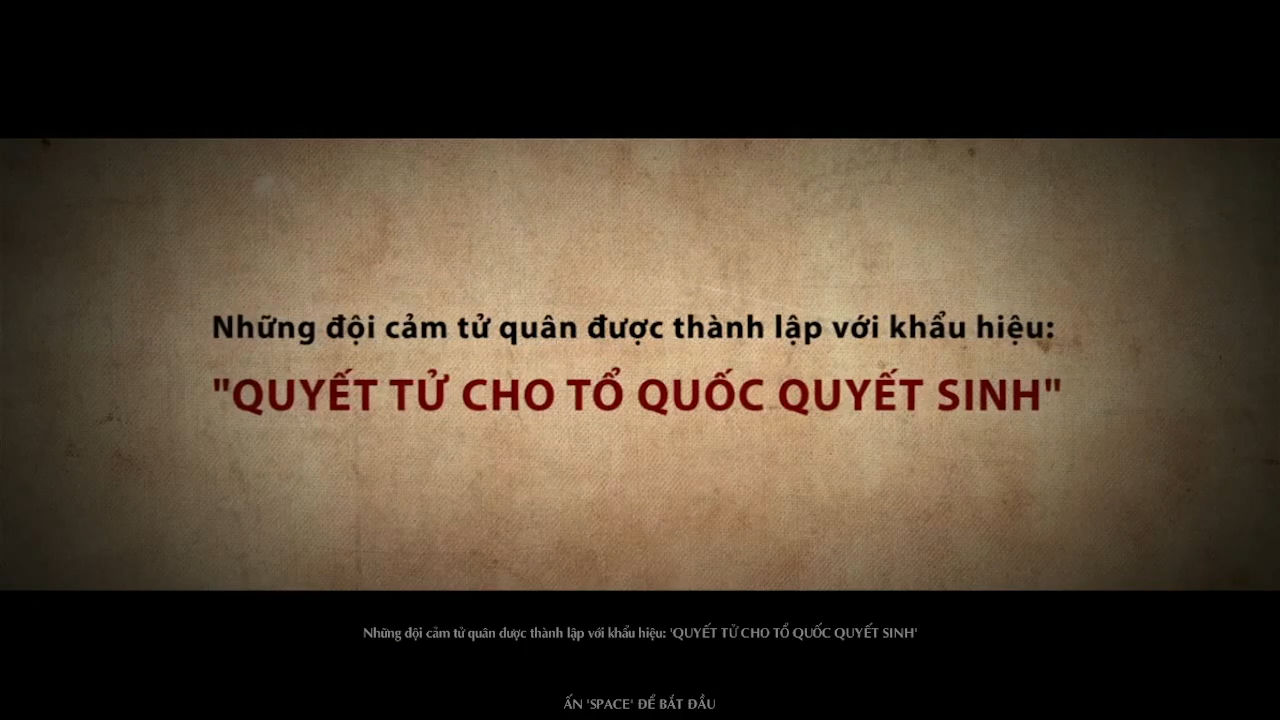 Những đội cảm tử quân được thành lập với khẩu hiệu:
"QUYẾT TỬ CHO TỔ QUỐC QUYẾT SINH"
Những đội cảm tử quân được thành lập với khẩu hiệu: 'QUYẾT TỬ CHO TỔ QUỐC QUYẾT SINH'
ẤN 'SPACE' ĐỂ BẮT ĐẦU